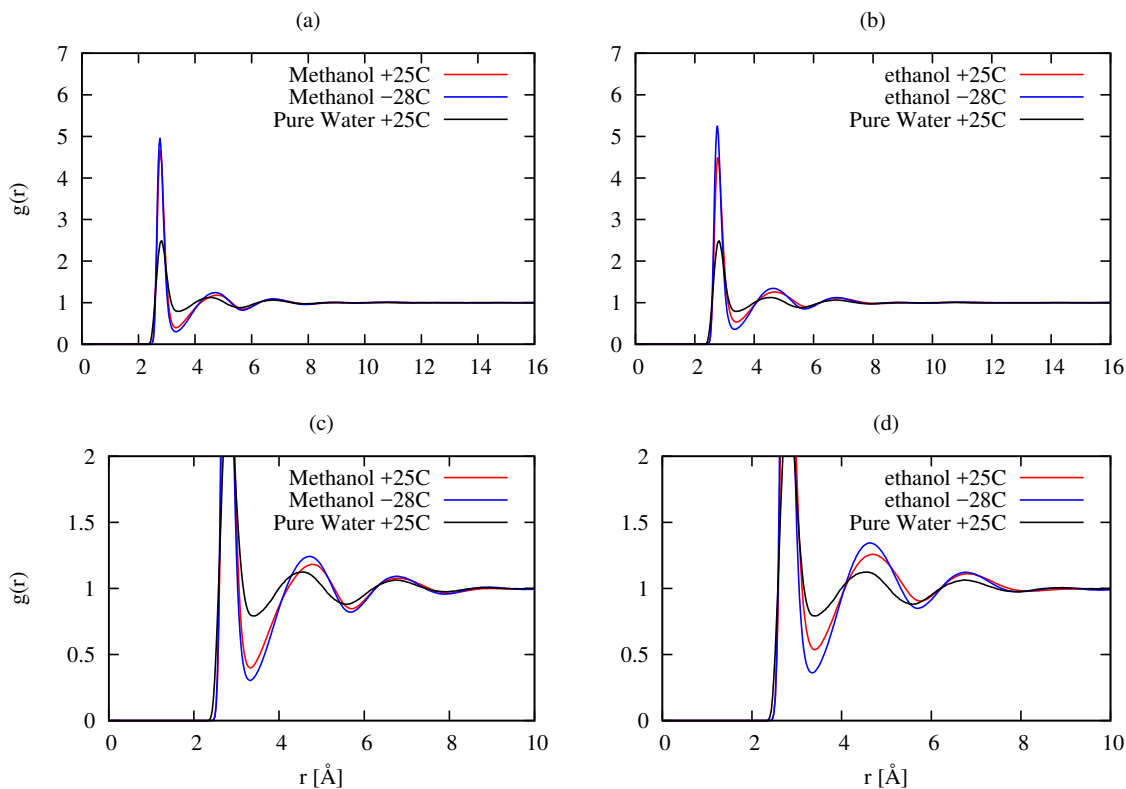 (a)
g(r)
7
6
5
4
3
2
1
0
Methanol +25C
Methanol −28C
Pure Water +25C
0 2 4 6 8 10 12 14 16
(b)
7
6
5
4
3
2
1
0
ethanol +25C
ethanol −28C
Pure Water +25C
0 2 4 6 8 10 12 14 16
(c)
g(r)
2
1.5
1
0.5
0
Methanol +25C
Methanol −28C
Pure Water +25C
0 2 4 6 8 10
r [Å]
(d)
2
1.5
1
0.5
0
ethanol +25C
ethanol −28C
Pure Water +25C
0 2 4 6 8 10
r [Å]